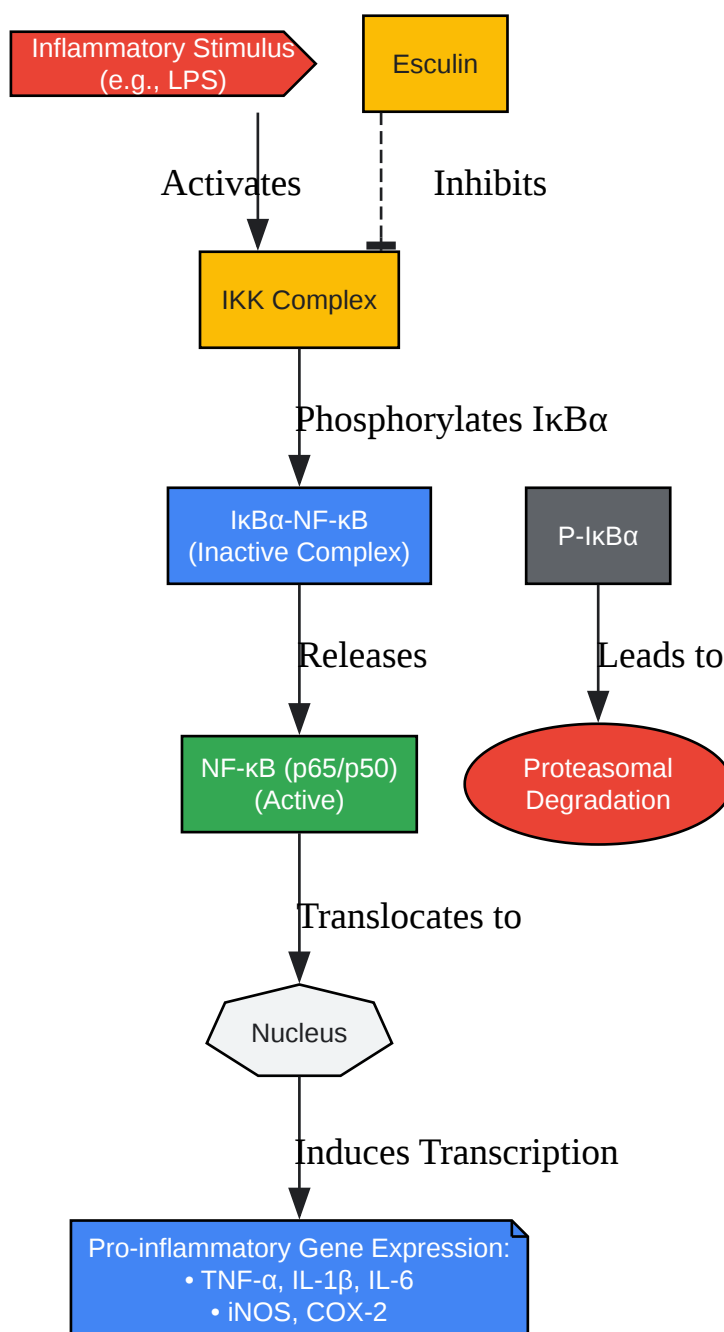 Inflammatory Stimulus
(e.g., LPS)
Esculin
Activates
Inhibits
IKK Complex
Phosphorylates IκBα
IκBα-NF-κB
(Inactive Complex)
P-IκBα
Releases
Leads to
NF-κB (p65/p50)
(Active)
Proteasomal
Degradation
Translocates to
Nucleus
Induces Transcription
Pro-inflammatory Gene Expression:
• TNF-α, IL-1β, IL-6
• iNOS, COX-2